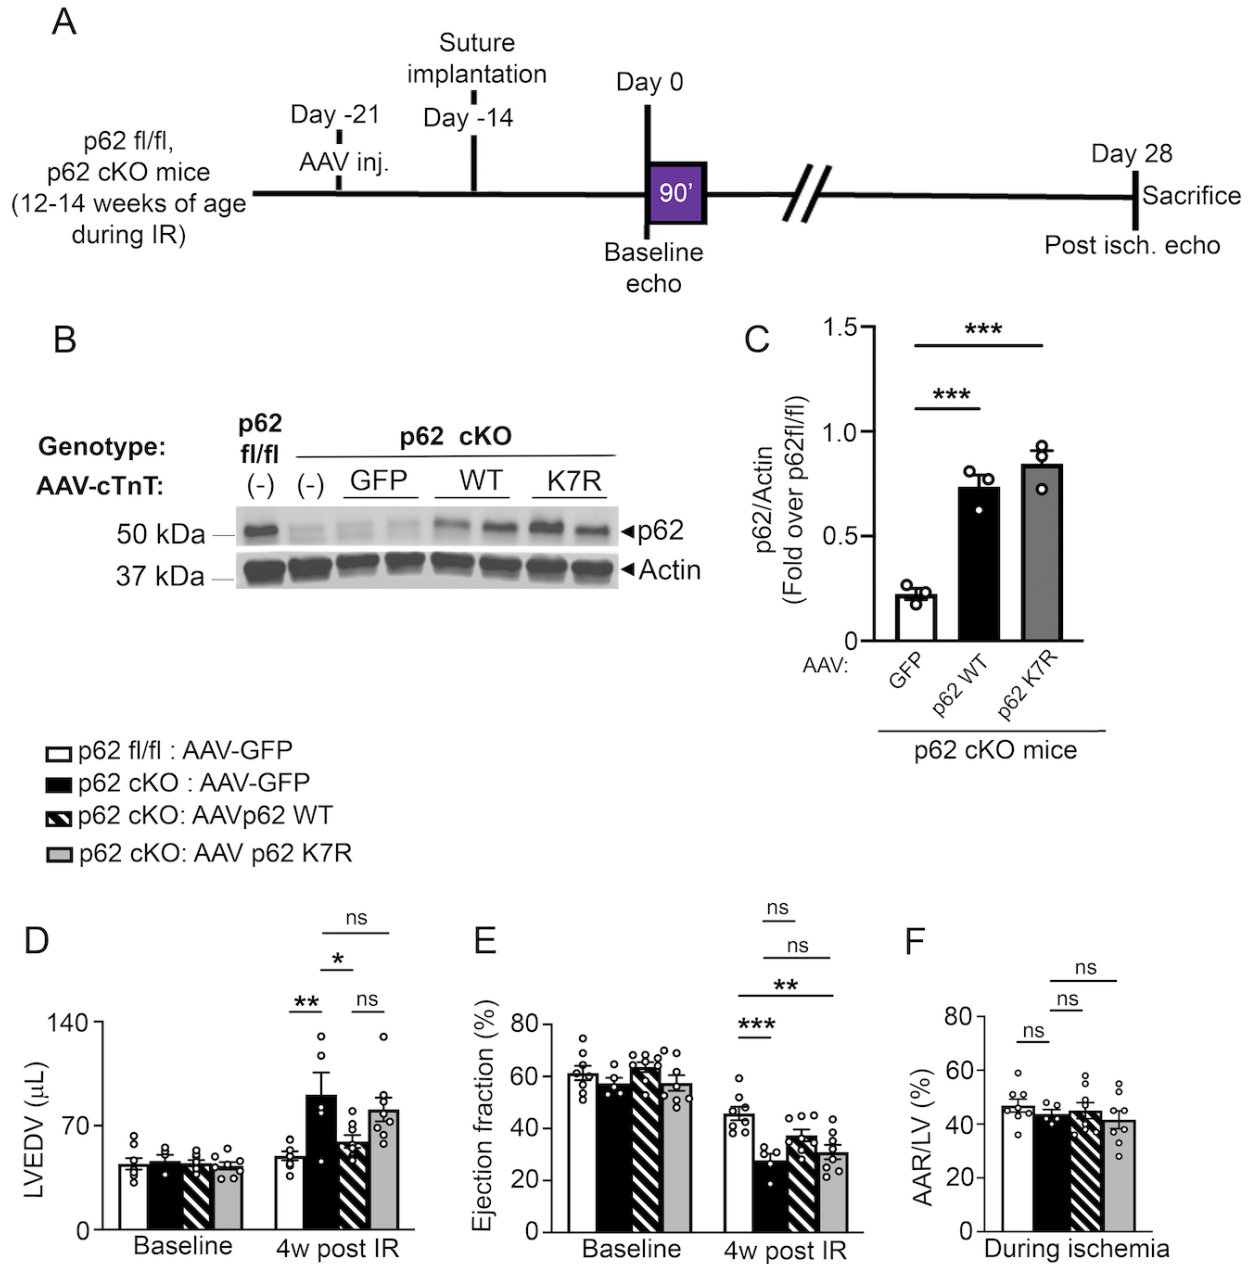 A
Suture
implantation
Day 0
Day -21
Day -14
p62 fl/fl,
p62 cKO mice
(12-14 weeks of age
during IR)
AAV inj.
90’
Day 28
Sacrifice
Baseline
echo
Post isch. echo
B
Genotype:
p62
fl/fl
p62 cKO
AAV-cTnT:
(-) (-) GFP WT K7R
50 kDa
p62
37 kDa
Actin
C
p62/Actin
(Fold over p62fl/fl)
1.5
1.0
0.5
0
***
***
AAV:
GFP
p62 WT
p62 K7R
p62 cKO mice
p62 fl/fl : AAV-GFP
p62 cKO : AAV-GFP
p62 cKO: AAVp62 WT
p62 cKO: AAV p62 K7R
D
LVEDV (µL)
140
70
0
ns
*
**
ns
Baseline
4w post IR
E
Ejection fraction (%)
80
60
40
20
0
ns
ns
**
***
Baseline
4w post IR
F
AAR/LV (%)
80
60
40
20
0
ns
ns
ns
During ischemia